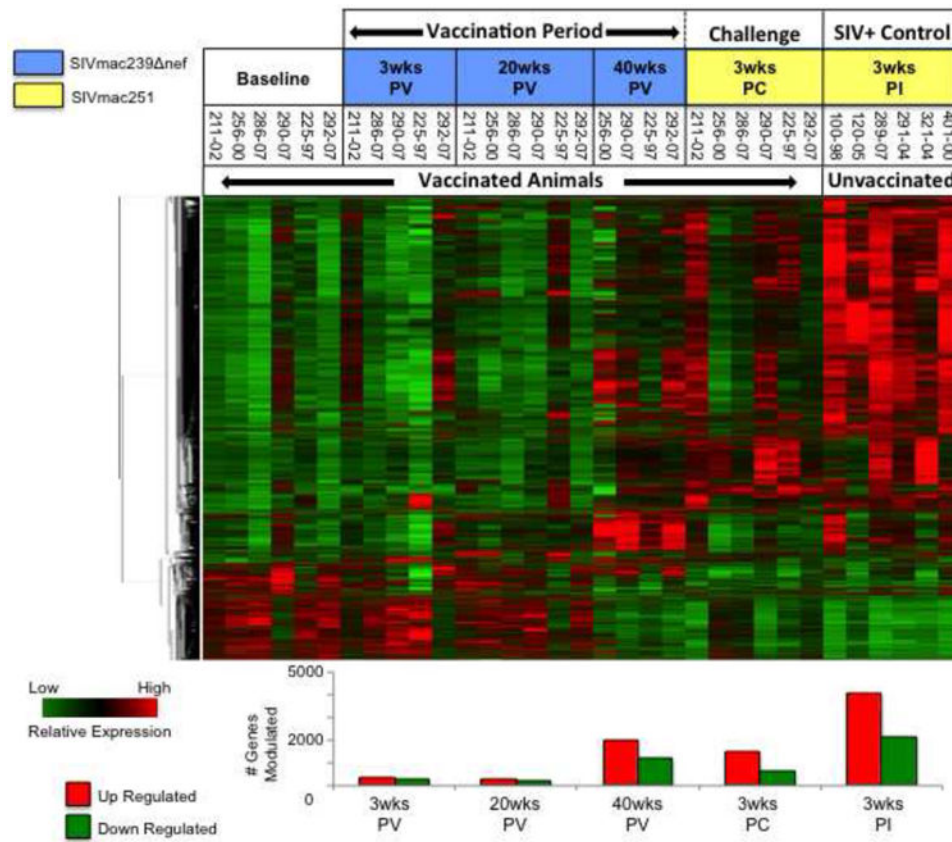 Vaccination Period
Challenge
SIV+ Control
SIVmac239Δnef
SIVmac251
Baseline
3wks
PV
20wks
PV
40wks
PV
3wks
PC
3wks
PI
211-02
256-00
286-07
290-07
225-97
292-07
211-02
286-07
290-07
225-97
292-07
211-02
256-00
286-07
290-07
225-97
292-07
256-00
290-07
225-97
292-07
211-02
256-00
286-07
290-07
225-97
292-07
100-98
120-05
289-07
291-04
321-04
Vaccinated Animals
Unvaccinated
Low
High
Relative Expression
Up Regulated
Down Regulated
# Genes
Modulated
5000
2000
0
3wks
PV
20wks
PV
40wks
PV
3wks
PC
3wks
PI